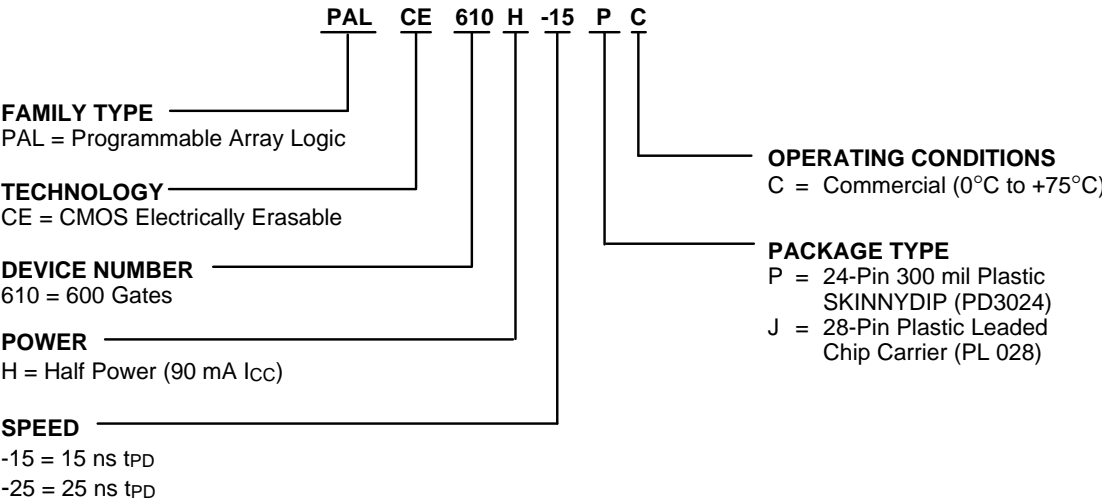 PAL CE 610 H -15 P C
FAMILY TYPE
PAL = Programmable Array Logic
TECHNOLOGY
CE = CMOS Electrically Erasable
DEVICE NUMBER
610 = 600 Gates
POWER
H = Half Power (90 mA ICC)
SPEED
-15 = 15 ns tPD
-25 = 25 ns tPD
OPERATING CONDITIONS
C = Commercial (0°C to +75°C)
PACKAGE TYPE
P = 24-Pin 300 mil Plastic
SKINNYDIP (PD3024)
J = 28-Pin Plastic Leaded
Chip Carrier (PL 028)